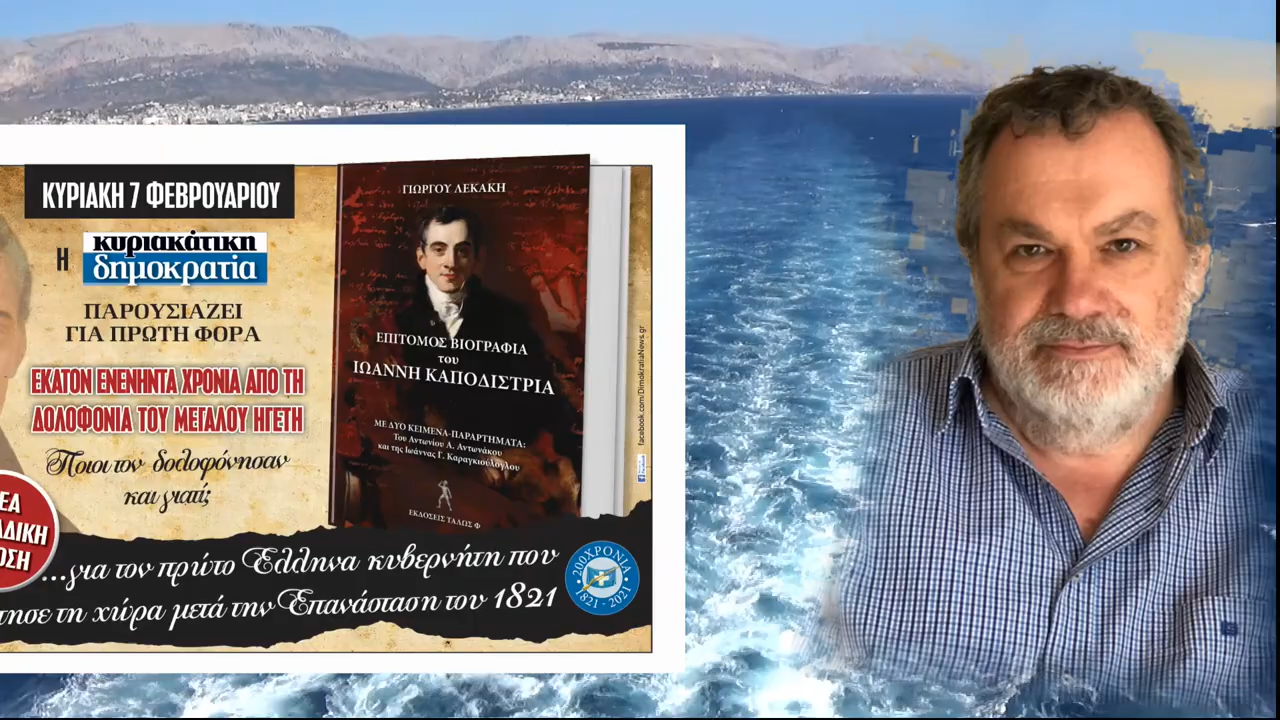 ΚΥΡΙΑΚΗ 7 ΦΕΒΡΟΥΑΡΙΟΥ
Η κυριακάτικη
δημοκρατία
ΠΑΡΟΥΣΙΑΖΕΙ
ΓΙΑ ΠΡΩΤΗ ΦΟΡΑ
ΕΚΑΤΟΝ ΕΝΕΝΗΝΤΑ ΧΡΟΝΙΑ ΑΠΟ ΤΗ
ΔΟΛΟΦΟΝΙΑ ΤΟΥ ΜΕΓΑΛΟΥ ΗΓΕΤΗ
Ποιοι τον δολοφόνησαν
και γιατί;
ΓΙΩΡΓΟΥ ΛΕΚΑΚΗ
ΕΠΙΤΟΜΟΣ ΒΙΟΓΡΑΦΙΑ
του
ΙΩΑΝΝΗ ΚΑΠΟΔΙΣΤΡΙΑ
ΜΕ ΔΥΟ ΚΕΙΜΕΝΑ-ΠΑΡΑΡΤΗΜΑΤΑ:
Του Αντωνίου Α. Αντωνάκου
και της Ιωάννας Γ. Καραγκιούλογλου
ΕΚΔΟΣΕΙΣ ΤΑΛΩΣ Φ
facebook.com/DimokratiaNews.gr
...για τον πρώτο Έλληνα κυβερνήτη που
τη χώρα μετά την Επανάσταση του 1821
200 ΧΡΟΝΙΑ
1821 - 2021